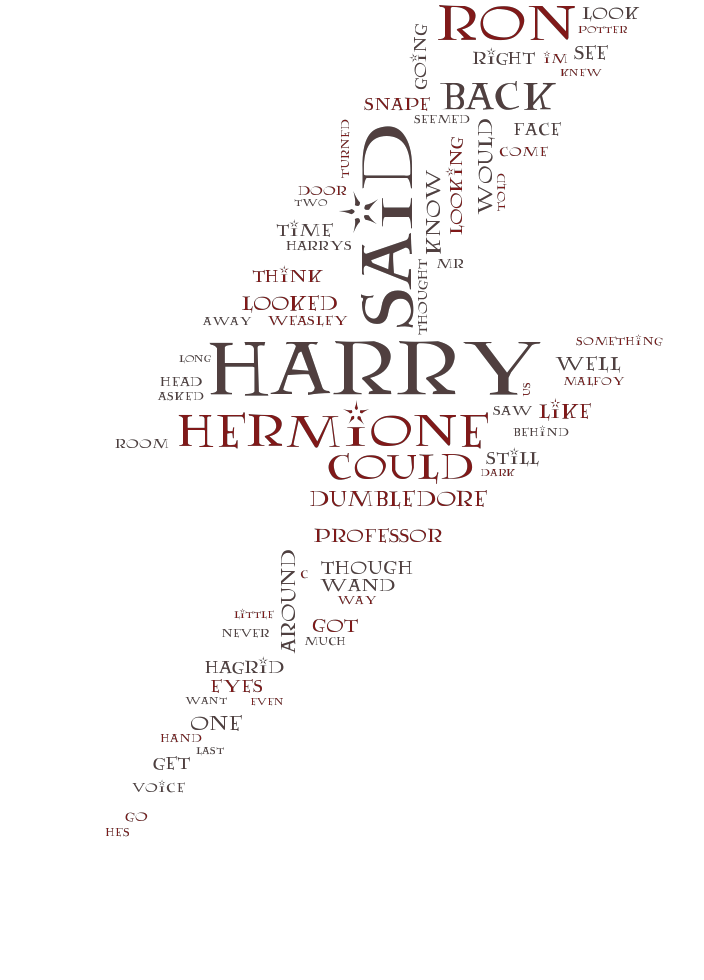 RON
LOOK
POTTER
GOING
RIGHT
IM
SEE
KNEW
BACK
SNAPE
SEEMED
FACE
TURNED
SAID
LOOKING
WOULD
COME
TOLD
DOOR
TWO
KNOW
TIME
HARRYS
THOUGHT
MR
THINK
LOOKED
AWAY
WEASLEY
SOMETHING
LONG
HARRY
WELL
HEAD
MALFOY
ASKED
US
SAW
LIKE
HERMIONE
BEHIND
ROOM
COULD
STILL
DARK
DUMBLEDORE
PROFESSOR
AROUND
C
THOUGH
WAND
WAY
LITTLE
NEVER
GOT
MUCH
HAGRID
EYES
WANT
EVEN
ONE
HAND
LAST
GET
VOICE
GO
HES